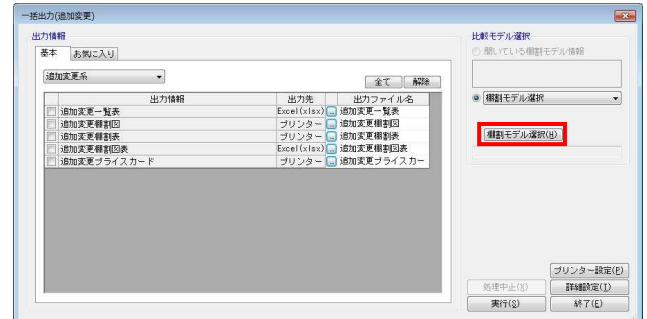 一括出力(追加変更)
出力情報
基本 お気に入り
追加変更系
全て 解除
出力情報 出力先 出力ファイル名
追加変更一覧表 Excel(xlsx) 追加変更一覧表
追加変更棚割図 プリンター 追加変更棚割図
追加変更棚割表 プリンター 追加変更棚割表
追加変更棚割図表 Excel(xlsx) 追加変更棚割図表
追加変更プライスカード プリンター 追加変更プライスカー
比較モデル選択
開いている棚割モデル情報
棚割モデル選択
棚割モデル選択(H)
プリンター設定(P)
処理中止(X) 詳細設定(T)
実行(S) 終了(E)